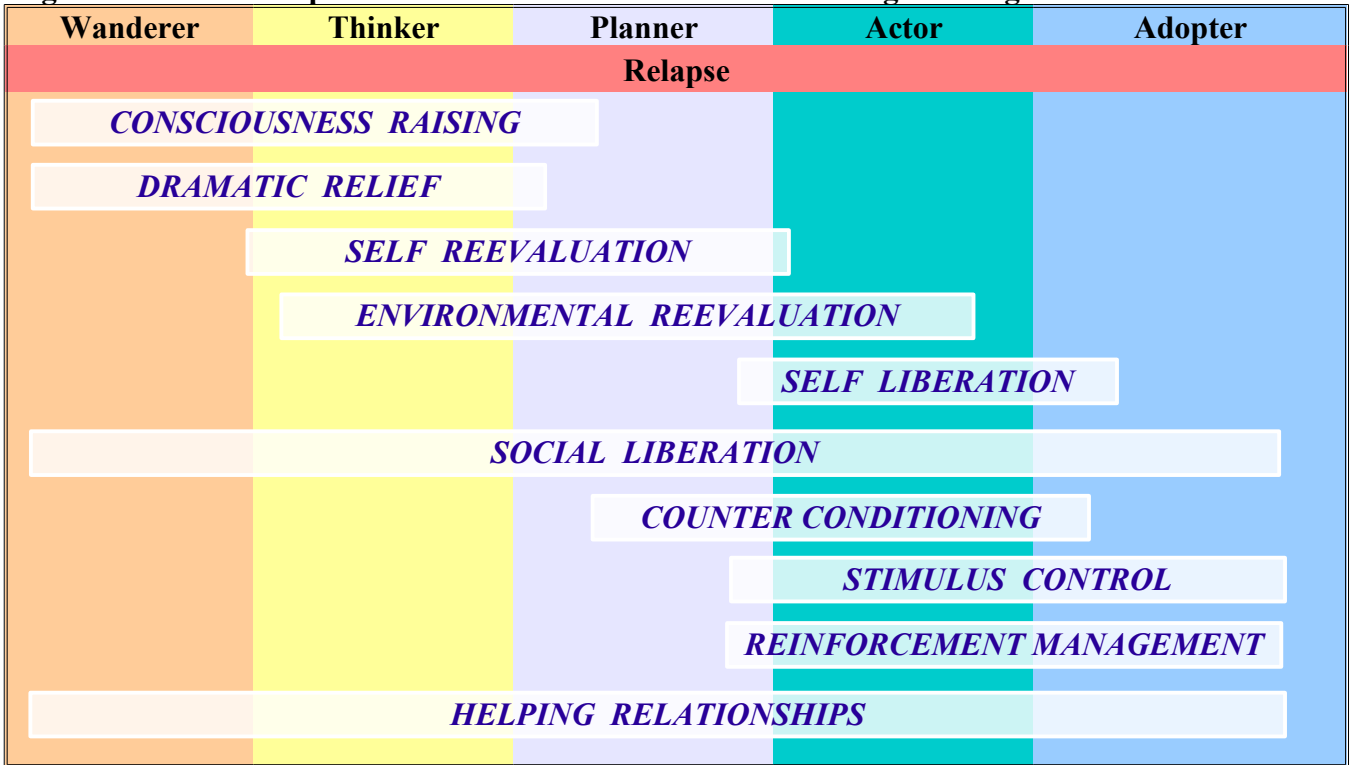 Wanderer Thinker Planner Actor Adopter
Relapse
CONSCIOUSNESS RAISING
DRAMATIC RELIEF
SELF REEVALUATION
ENVIRONMENTAL REEVALUATION
SELF LIBERATION
SOCIAL LIBERATION
COUNTER CONDITIONING
STIMULUS CONTROL
REINFORCEMENT MANAGEMENT
HELPING RELATIONSHIPS